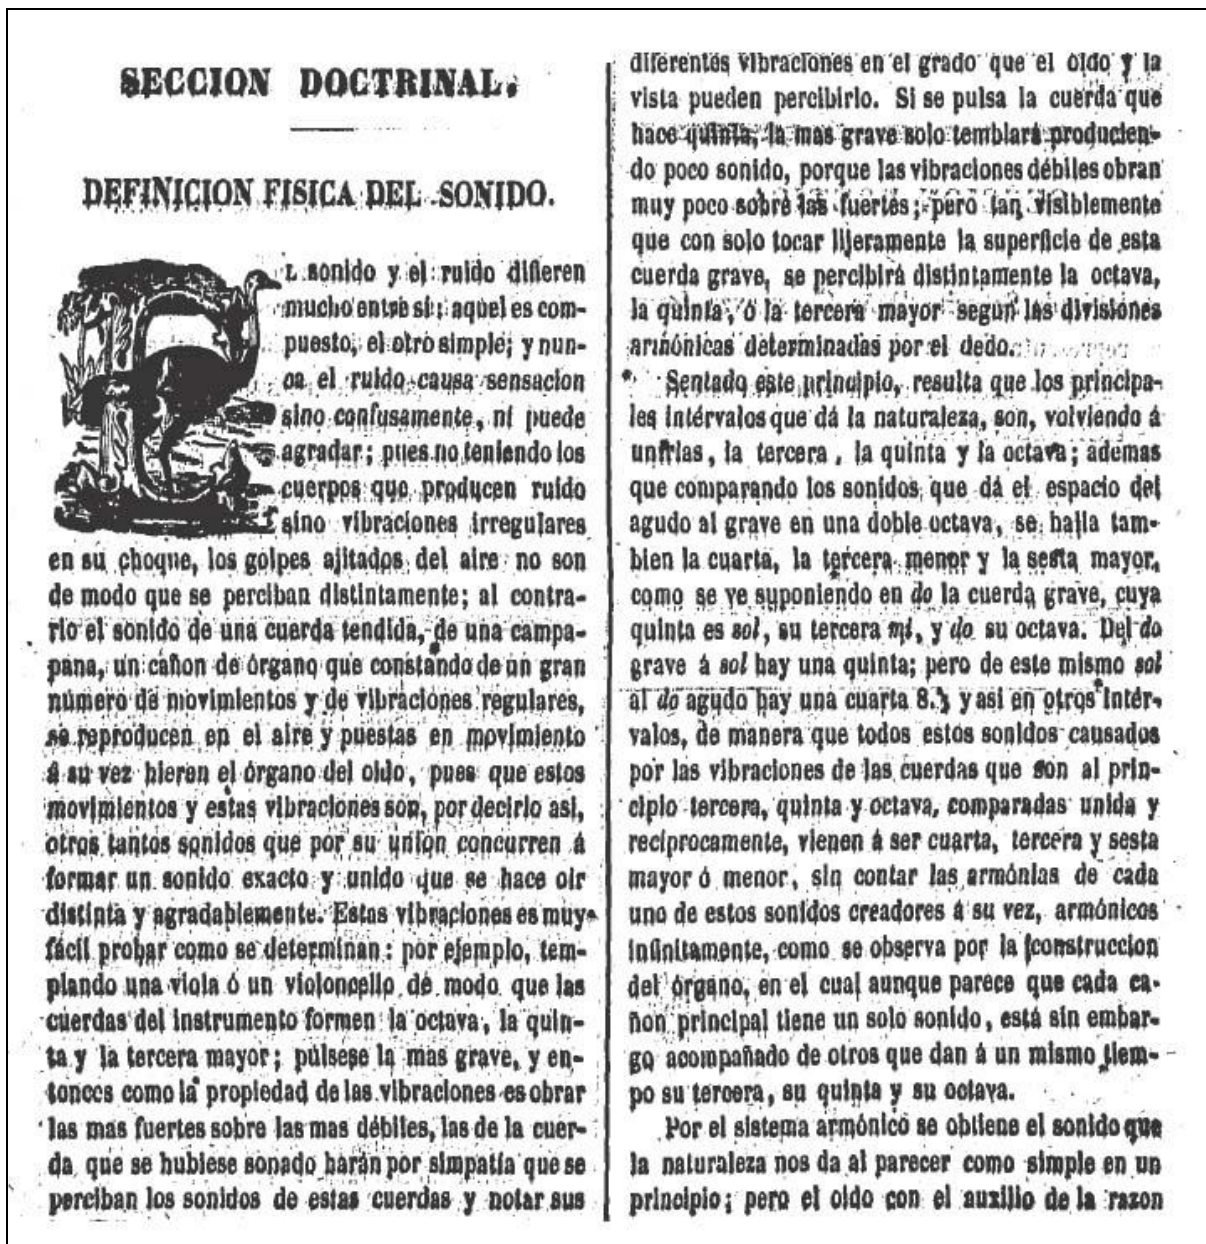 SECCION DOCTRINAL.
DEFINICION FISICA DEL SONIDO.
EL sonido y el ruido difieren
mucho entre si: aquel es com-
puesto, el otro simple; y nun-
ca el ruido causa sensacion
sino confusamente, ni puede
agradar; pues no teniendo los
cuerpos que producen ruido
sino vibraciones irregulares
en su choque, los golpes ajitados del aire no son
de modo que se perciban distintamente; al contra-
rio el sonido de una cuerda tendida, de una campa-
pana, un cañon de órgano que constando de un gran
número de movimientos y de vibraciones regulares,
se reproducen en el aire y puestas en movimiento
á su vez hieren el órgano del oido, pues que estos
movimientos y estas vibraciones son, por decirlo asi,
otros tantos sonidos que por su union concurren á
formar un sonido exacto y unido que se hace oir
distinta y agradablemente. Estas vibraciones es muy
fácil probar como se determinan: por ejemplo, tem-
plando una viola ó un violoncello de modo que las
cuerdas del instrumento formen la octava, la quin-
ta y la tercera mayor; púlsese la mas grave, y en-
tonces como la propiedad de las vibraciones es obrar
las mas fuertes sobre las mas débiles, las de la cuer-
da que se hubiese sonado harán por simpatía que se
perciban los sonidos de estas cuerdas y notar sus
diferentes vibraciones en el grado que el oido y la
vista pueden percibirlo. Si se pulsa la cuerda que
hace quinta, la mas grave solo temblará producien-
do poco sonido, porque las vibraciones débiles obran
muy poco sobre las fuertes; pero tan visiblemente
que con solo tocar lijeramente la superficie de esta
cuerda grave, se percibirá distintamente la octava,
la quinta, ó la tercera mayor segun las divisiones
armónicas determinadas por el dedo.
Sentado este principio, resulta que los principa-
les intérvalos que dá la naturaleza, son, volviendo á
unirlas, la tercera, la quinta y la octava; ademas
que comparando los sonidos que dá el espacio del
agudo al grave en una doble octava, se halla tam-
bien la cuarta, la tercera menor y la sesta mayor,
como se ve suponiendo en do la cuerda grave, cuya
quinta es sol, su tercera mi, y do su octava. Del do
grave á sol hay una quinta; pero de este mismo sol
al do agudo hay una cuarta y asi en otros intér-
valos, de manera que todos estos sonidos causados
por las vibraciones de las cuerdas que son al prin-
cipio tercera, quinta y octava, comparadas unida y
recíprocamente, vienen á ser cuarta, tercera y sesta
mayor ó menor, sin contar las armónias de cada
uno de estos sonidos creadores á su vez, armónicos
infinitamente, como se observa por la construccion
del órgano, en el cual aunque parece que cada ca-
ñon principal tiene un solo sonido, está sin embar-
go acompañado de otros que dan á un mismo tiem-
po su tercera, su quinta y su octava.
Por el sistema armónico se obtiene el sonido que
la naturaleza nos da al parecer como simple en un
principio; pero el oido con el auxilio de la razon